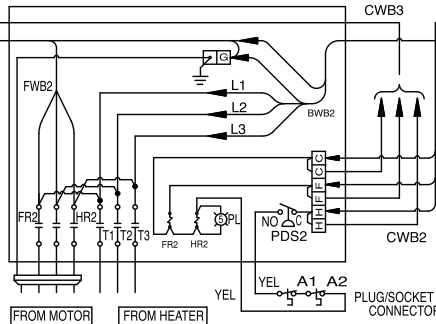 CWB3
G
FWB2
L1
L2
L3
BWB2
C
C
F
F
H
H
FR2
HR2
T1
T2
T3
FR2
HR2
5
PL
NO
C
PDS2
CWB2
YEL
YEL
A1
A2
FROM MOTOR
FROM HEATER
PLUG/SOCKET
CONNECTOR